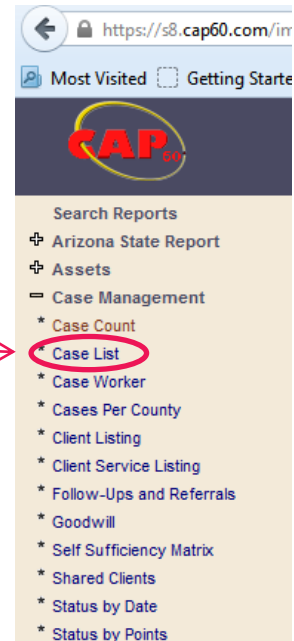 https://s8.cap60.com/im
Most Visited Getting Starte
CAP60
Search Reports
Arizona State Report
Assets
Case Management
* Case Count
* Case List
* Case Worker
* Cases Per County
* Client Listing
* Client Service Listing
* Follow-Ups and Referrals
* Goodwill
* Self Sufficiency Matrix
* Shared Clients
* Status by Date
* Status by Points